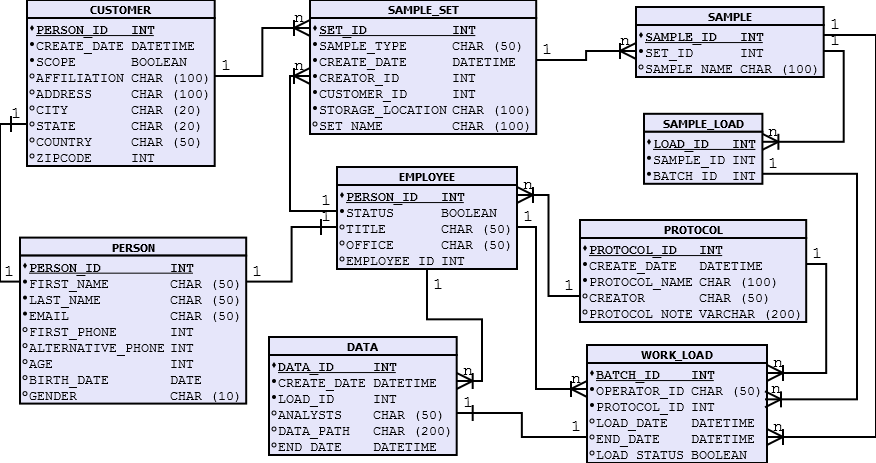 CUSTOMER
PERSON_ID INT
CREATE_DATE DATETIME
SCOPE BOOLEAN
AFFILIATION CHAR (100)
ADDRESS CHAR (100)
CITY CHAR (20)
STATE CHAR (20)
COUNTRY CHAR (50)
ZIPCODE INT
SAMPLE_SET
SET_ID INT
SAMPLE_TYPE CHAR (50)
CREATE_DATE DATETIME
CREATOR_ID INT
CUSTOMER_ID INT
STORAGE_LOCATION CHAR (100)
SET_NAME CHAR (100)
SAMPLE
SAMPLE_ID INT
SET_ID INT
SAMPLE_NAME CHAR (100)
SAMPLE_LOAD
LOAD_ID INT
SAMPLE_ID INT
BATCH_ID INT
EMPLOYEE
PERSON_ID INT
STATUS BOOLEAN
TITLE CHAR (50)
OFFICE CHAR (50)
EMPLOYEE_ID INT
PROTOCOL
PROTOCOL_ID INT
CREATE_DATE DATETIME
PROTOCOL_NAME CHAR (100)
CREATOR CHAR (50)
PROTOCOL_NOTE VARCHAR (200)
PERSON
PERSON_ID INT
FIRST_NAME CHAR (50)
LAST_NAME CHAR (50)
EMAIL CHAR (50)
FIRST_PHONE INT
ALTERNATIVE_PHONE INT
AGE INT
BIRTH_DATE DATE
GENDER CHAR (10)
DATA
DATA_ID INT
CREATE_DATE DATETIME
LOAD_ID INT
ANALYSTS CHAR (50)
DATA_PATH CHAR (200)
END_DATE DATETIME
WORK_LOAD
BATCH_ID INT
OPERATOR_ID CHAR (50)
PROTOCOL_ID INT
LOAD_DATE DATETIME
END_DATE DATETIME
LOAD_STATUS BOOLEAN
1
n
1
n
1
1
n
1
n
1
1
1
1
1
n
1
1
1
1
n
1
1
n
n
n
n